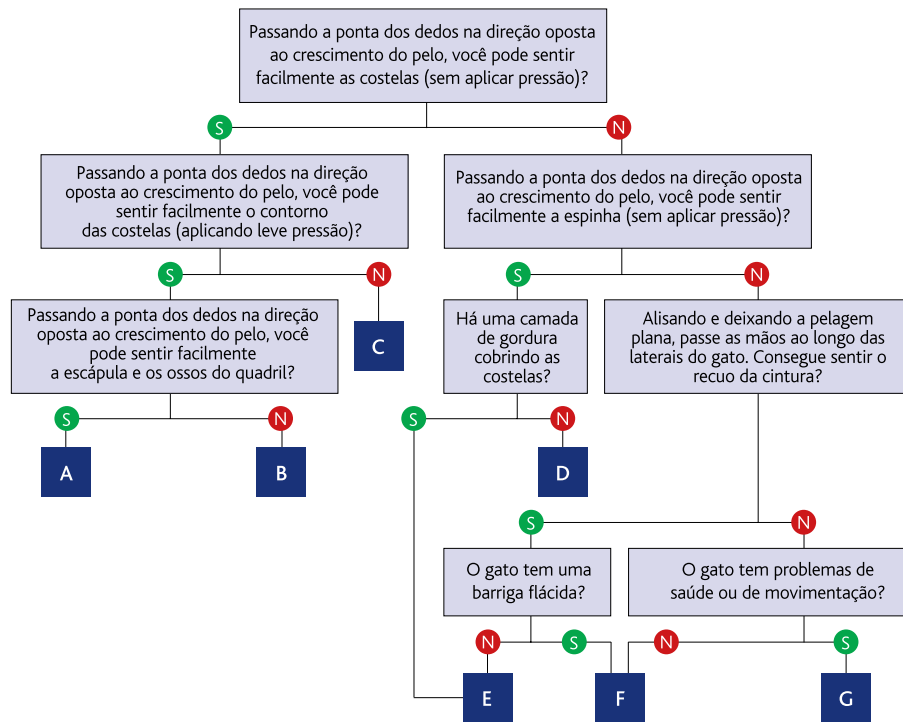 Passando a ponta dos dedos na direção oposta
ao crescimento do pelo, você pode sentir
facilmente as costelas (sem aplicar pressão)?
S
N
Passando a ponta dos dedos na direção
oposta ao crescimento do pelo, você pode
sentir facilmente o contorno
das costelas (aplicando leve pressão)?
Passando a ponta dos dedos na direção oposta
ao crescimento do pelo, você pode sentir
facilmente a espinha (sem aplicar pressão)?
S
N
S
N
Passando a ponta dos dedos na direção
oposta ao crescimento do pelo, você
pode sentir facilmente
a escápula e os ossos do quadril?
C
Há uma camada
de gordura
cobrindo as
costelas?
Alisando e deixando a pelagem
plana, passe as mãos ao longo das
laterais do gato. Consegue sentir o
recuo da cintura?
S
N
S
N
A
B
D
S
N
O gato tem uma
barriga flácida?
O gato tem problemas de
saúde ou de movimentação?
N
S
N
S
E
F
G